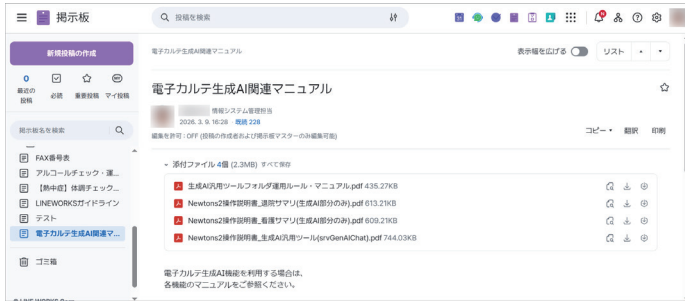 掲示板
投稿を検索
新規投稿の作成
0
最近の
投稿
必読
重要投稿
マイ投稿
掲示板名を検索
FAX番号表
アルコールチェック・運...
【熱中症】体調チェック...
LINEWORKSガイドライン
テスト
電子カルテ生成AI関連マ...
ゴミ箱
電子カルテ生成AI関連マニュアル
表示幅を広げる
リスト
電子カルテ生成AI関連マニュアル
情報システム管理担当
2026. 3. 9. 16:28 · 既読 228
編集を許可 : OFF (投稿の作成者および掲示板マスターのみ編集可能)
コピー
翻訳
印刷
添付ファイル 4個 (2.3MB) すべて保存
生成AI汎用ツールフォルダ運用ルール・マニュアル.pdf 435.27KB
Newtons2操作説明書_退院サマリ(生成AI部分のみ).pdf 613.21KB
Newtons2操作説明書_看護サマリ(生成AI部分のみ).pdf 609.21KB
Newtons2操作説明書_生成AI汎用ツール(srvGenAIChat).pdf 744.03KB
電子カルテ生成AI機能を利用する場合は、
各機能のマニュアルをご参照ください。